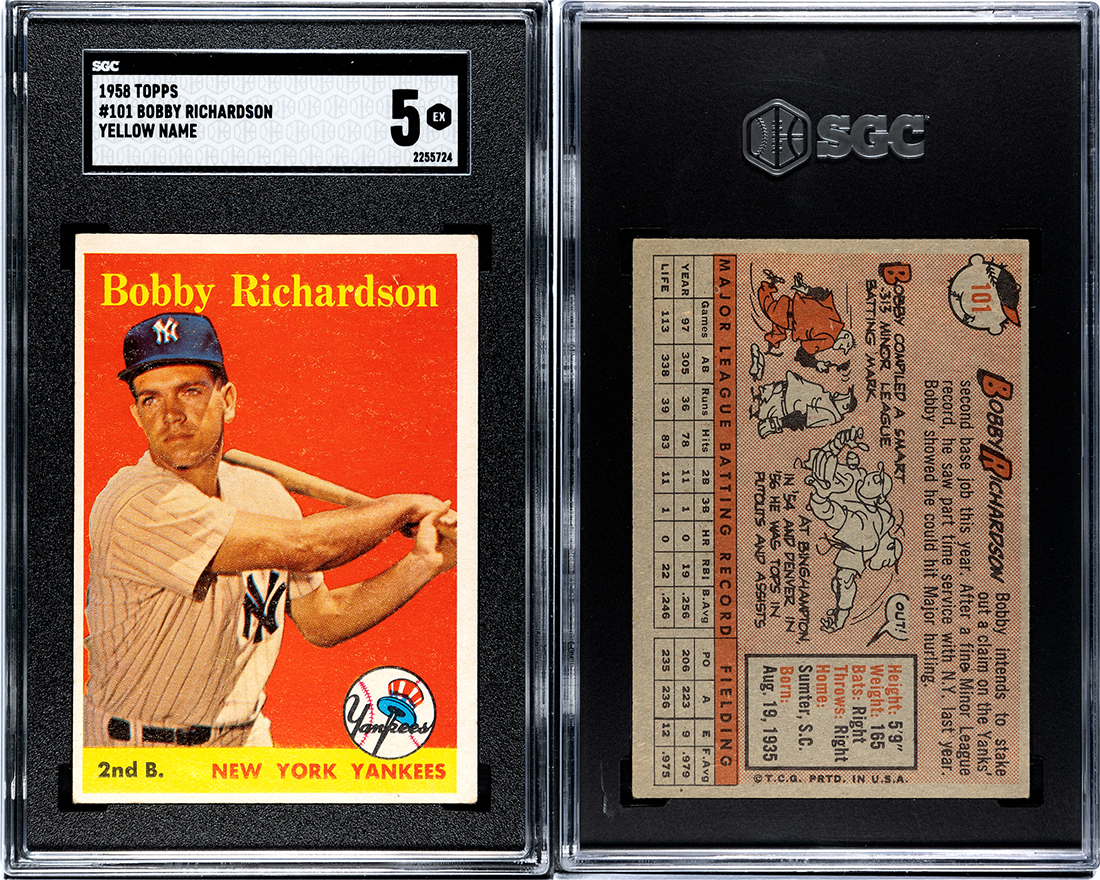 SGC
1958 TOPPS
#101 BOBBY RICHARDSON
YELLOW NAME
5 EX
2255724
Bobby Richardson
NY
NY
Yankees
2nd B.
NEW YORK YANKEES
SGC
101
BOBBY RICHARDSON
Bobby intends to stake
out a claim on the Yanks'
second base job this year. After a fine Minor League
record, he saw part time service with N.Y. last year.
Bobby showed he could hit Major hurling.
BOBBY COMPILED A SMART
.313 MINOR LEAGUE
BATTING MARK.
AT BINGHAMPTON
IN '54 AND DENVER IN
'56 HE WAS TOPS IN
PUTOUTS AND ASSISTS
OUT!
Height: 5'9"
Weight: 165
Bats: Right
Throws: Right
Home:
Sumter, S.C.
Born:
Aug. 19, 1935
MAJOR LEAGUE BATTING RECORD FIELDING
Games AB Runs Hits 2B 3B HR RBI B.Avg PO A E F.Avg
YEAR 97 305 36 78 11 1 0 19 .256 206 223 9 .979
LIFE 113 338 39 83 11 1 0 22 .246 235 236 12 .975
©T.C.G. PRTD. IN U.S.A.